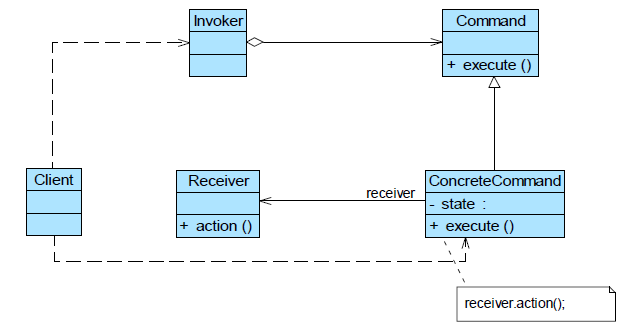 Invoker
Command
+ execute ()
Client
Receiver
+ action ()
receiver
ConcreteCommand
- state :
+ execute ()
receiver.action();